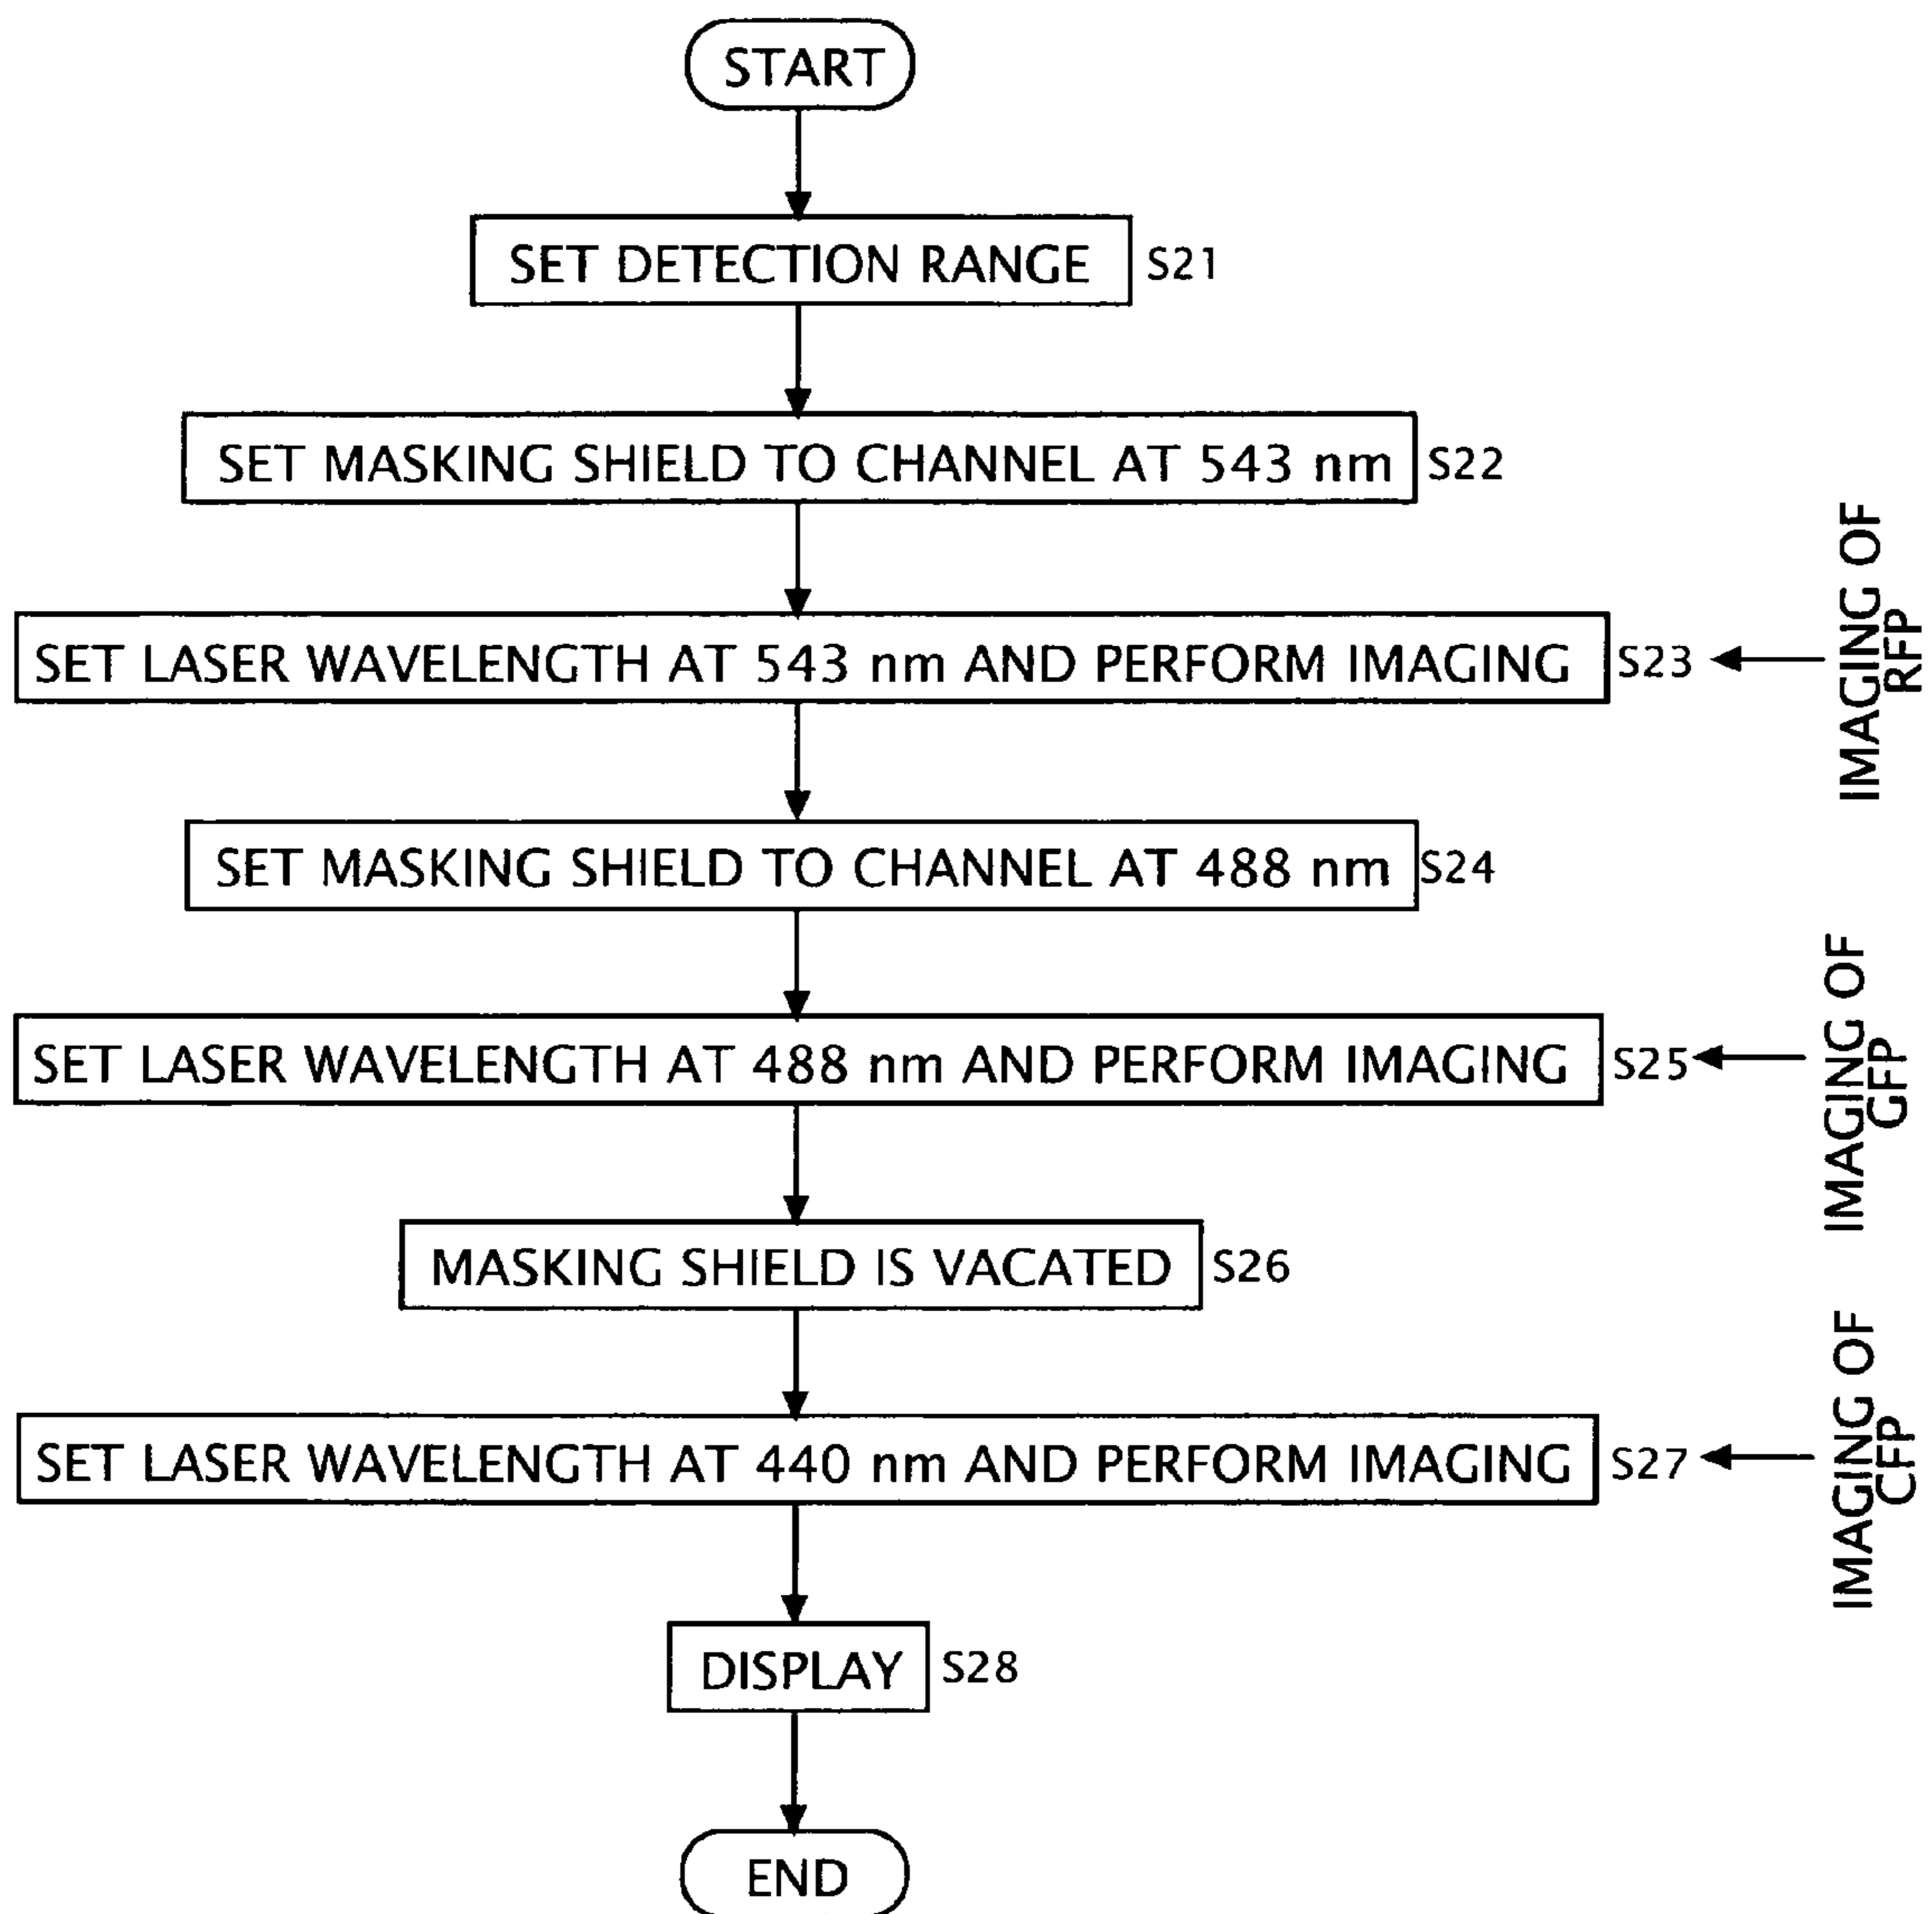 START
SET DETECTION RANGE S21
SET MASKING SHIELD TO CHANNEL AT 543 nm S22
SET LASER WAVELENGTH AT 543 nm AND PERFORM IMAGING S23
IMAGING OF
RFP
SET MASKING SHIELD TO CHANNEL AT 488 nm S24
SET LASER WAVELENGTH AT 488 nm AND PERFORM IMAGING S25
IMAGING OF
GFP
MASKING SHIELD IS VACATED S26
SET LASER WAVELENGTH AT 440 nm AND PERFORM IMAGING S27
IMAGING OF
CFP
DISPLAY S28
END